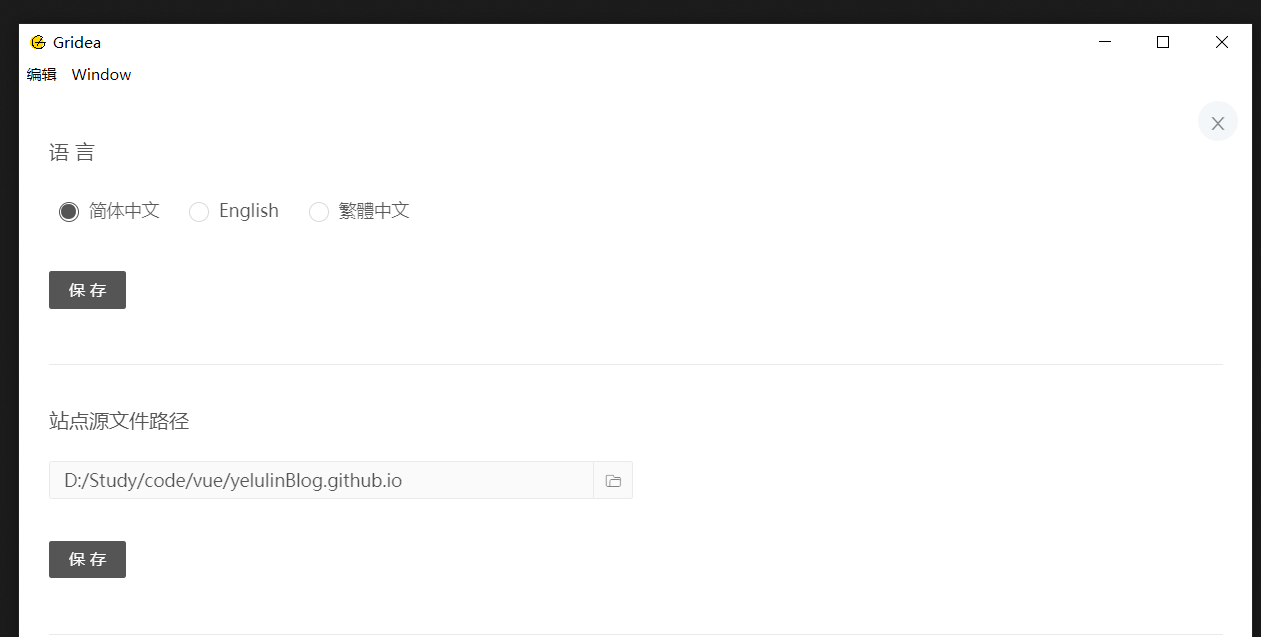 Gridea
编辑 Window
语 言
简体中文 English 繁體中文
保 存
站点源文件路径
D:/Study/code/vue/yelulinBlog.github.io
保 存